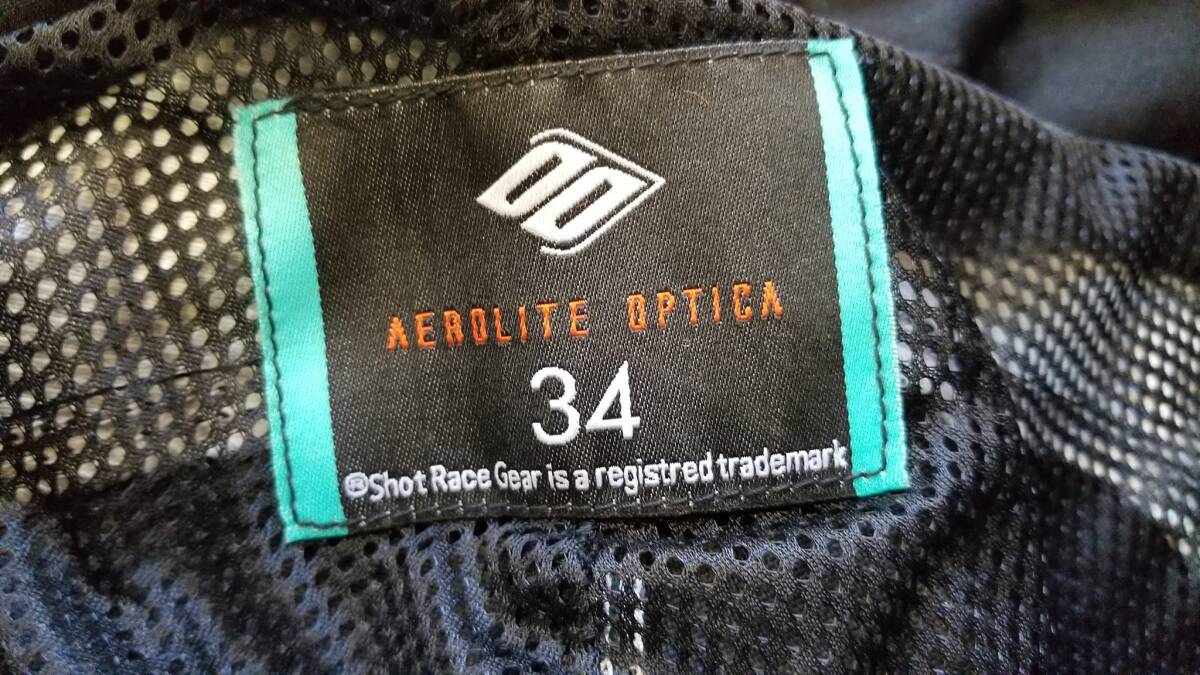 AEROLITE OPTICA
34
®Shot Race Gear is a registred trademark